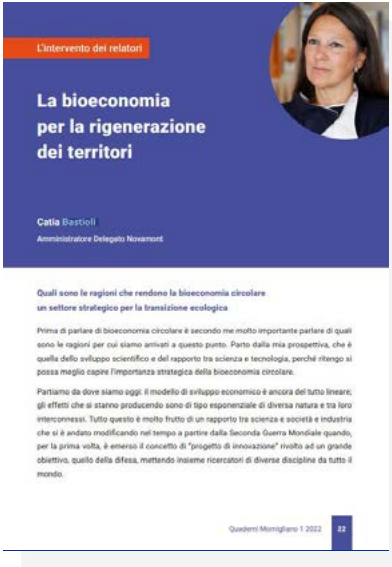 L'intervento dei relatori
La bioeconomia
per la rigenerazione
dei territori
Catia Bastioli
Amministratore Delegato Novamont
Quali sono le ragioni che rendono la bioeconomia circolare
un settore strategico per la transizione ecologica
Prima di parlare di bioeconomia circolare è secondo me molto importante parlare di quali
sono le ragioni per cui siamo arrivati a questo punto. Parto dalla mia prospettiva, che è
quella dello sviluppo scientifico e del rapporto tra scienza e tecnologia, perché ritengo si
possa meglio capire l'importanza strategica della bioeconomia circolare.
Partiamo da dove siamo oggi: il modello di sviluppo economico è ancora del tutto lineare;
gli effetti che si stanno producendo sono di tipo esponenziale di diversa natura e tra loro
interconnessi. Tutto questo è molto frutto di un rapporto tra scienza e società e industria
che si è andato modificando nel tempo a partire dalla Seconda Guerra Mondiale quando,
per la prima volta, è emerso il concetto di "progetto di innovazione" rivolto ad un grande
obiettivo, quello della difesa, mettendo insieme ricercatori di diverse discipline da tutto il
mondo.
Quaderni Momigliano 1 2022 22